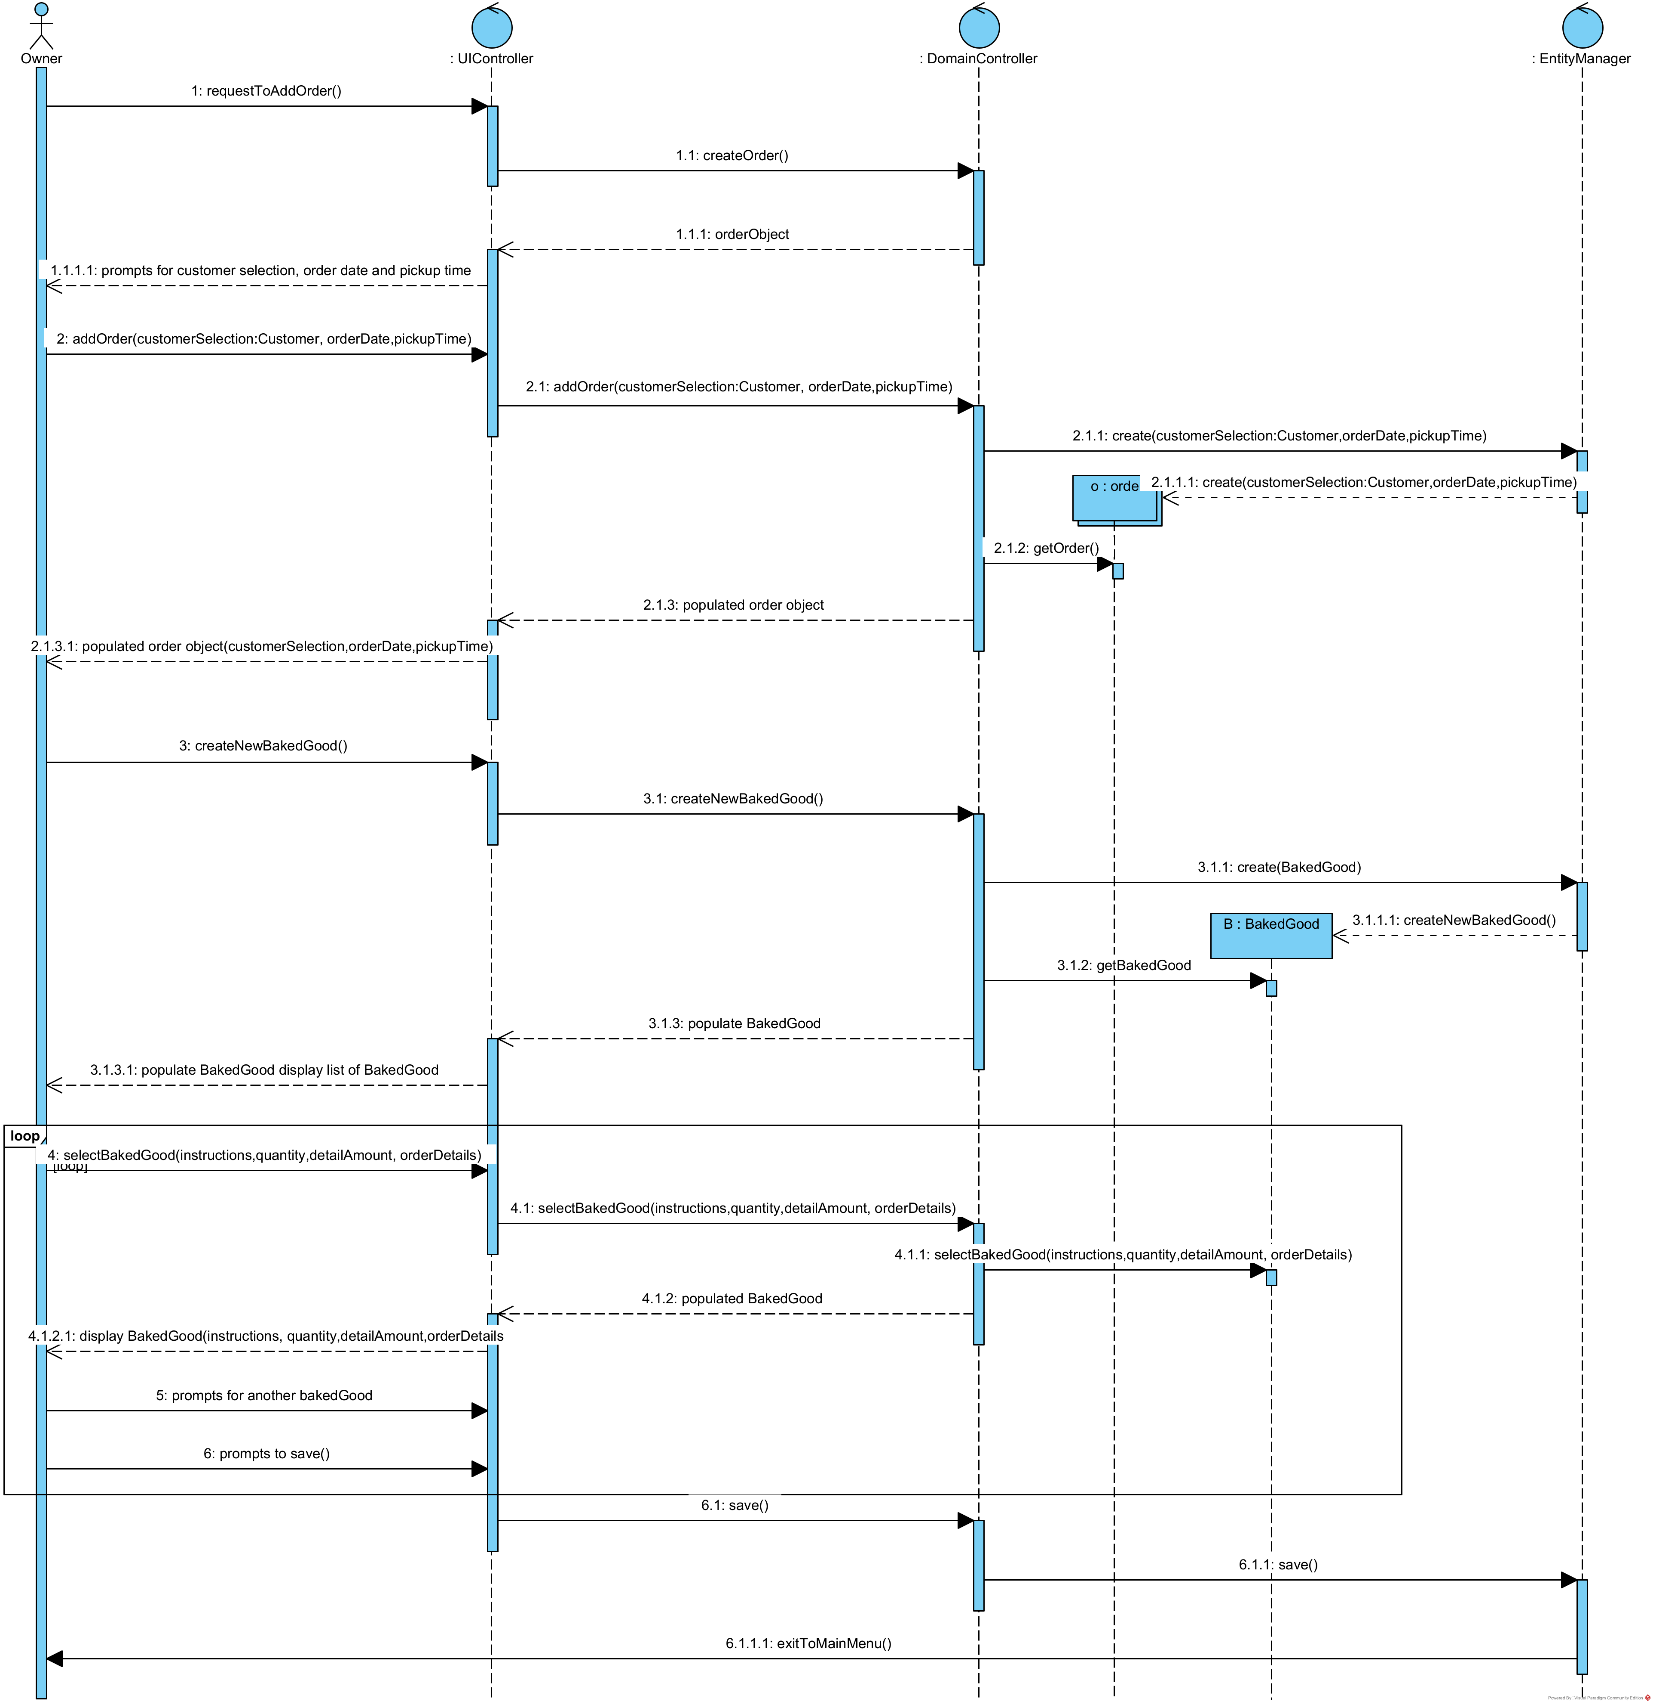 Owner
: UIController
: DomainController
: EntityManager
1: requestToAddOrder()
1.1: createOrder()
1.1.1: orderObject
1.1.1.1: prompts for customer selection, order date and pickup time
2: addOrder(customerSelection:Customer, orderDate,pickupTime)
2.1: addOrder(customerSelection:Customer, orderDate,pickupTime)
2.1.1: create(customerSelection:Customer,orderDate,pickupTime)
o : orde
2.1.1.1: create(customerSelection:Customer,orderDate,pickupTime)
2.1.2: getOrder()
2.1.3: populated order object
2.1.3.1: populated order object(customerSelection,orderDate,pickupTime)
3: createNewBakedGood()
3.1: createNewBakedGood()
3.1.1: create(BakedGood)
B : BakedGood
3.1.1.1: createNewBakedGood()
3.1.2: getBakedGood
3.1.3: populate BakedGood
3.1.3.1: populate BakedGood display list of BakedGood
loop
4: selectBakedGood(instructions,quantity,detailAmount, orderDetails)
[loop]
4.1: selectBakedGood(instructions,quantity,detailAmount, orderDetails)
4.1.1: selectBakedGood(instructions,quantity,detailAmount, orderDetails)
4.1.2: populated BakedGood
4.1.2.1: display BakedGood(instructions, quantity,detailAmount,orderDetails
5: prompts for another bakedGood
6: prompts to save()
6.1: save()
6.1.1: save()
6.1.1.1: exitToMainMenu()
Powered By Visual Paradigm Community Edition